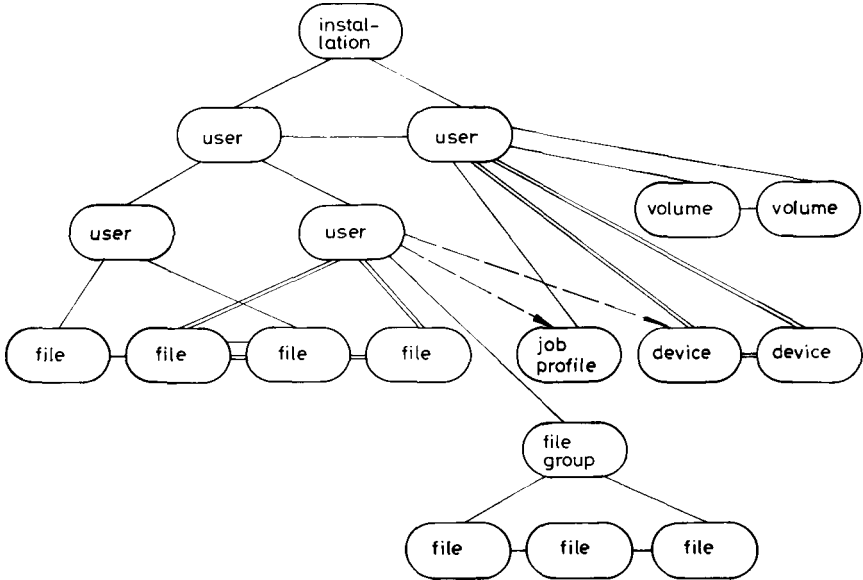 instal-
lation
user
user
user
user
volume
volume
file
file
file
file
job
profile
device
device
file
group
file
file
file